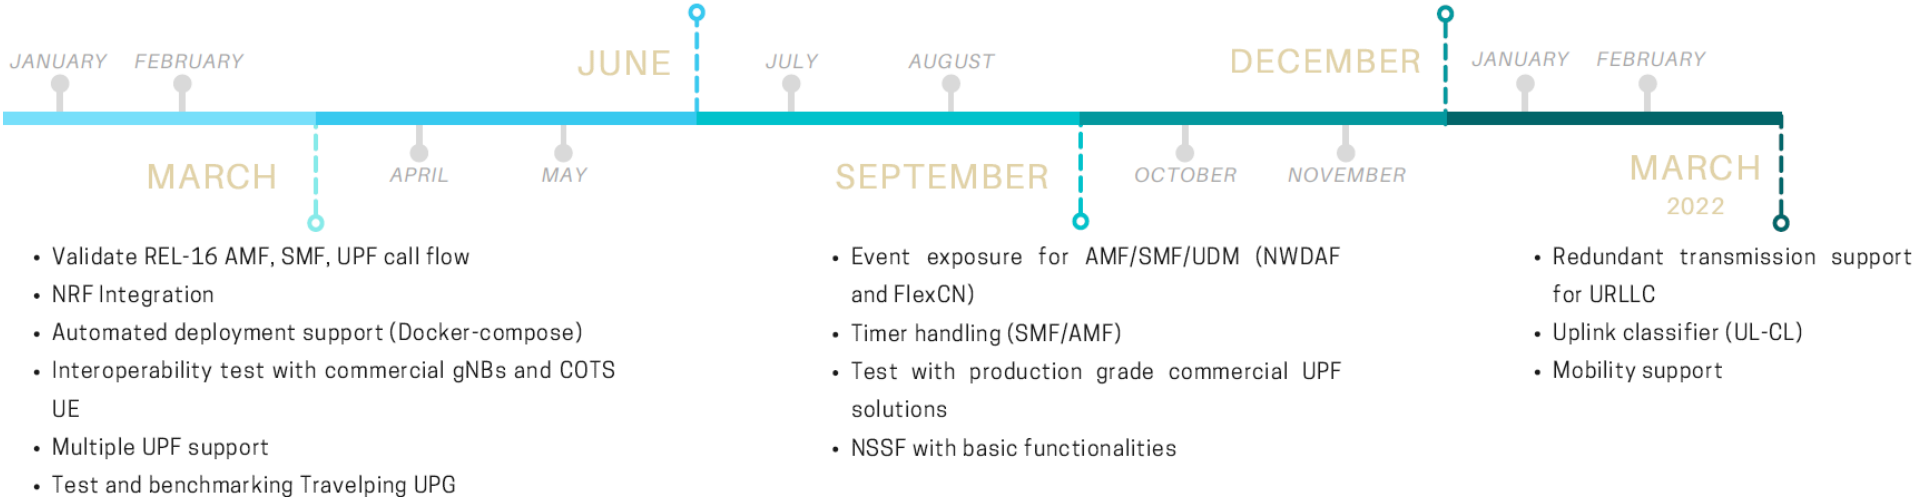 JANUARY
FEBRUARY
JUNE
JULY
AUGUST
DECEMBER
JANUARY
FEBRUARY
MARCH
APRIL
MAY
SEPTEMBER
OCTOBER
NOVEMBER
MARCH
2022
• Validate REL-16 AMF, SMF, UPF call flow
• NRF Integration
• Automated deployment support (Docker-compose)
• Interoperability test with commercial gNBs and COTS
UE
• Multiple UPF support
• Test and benchmarking Travelping UPG
• Event exposure for AMF/SMF/UDM (NWDAF
and FlexCN)
• Timer handling (SMF/AMF)
• Test with production grade commercial UPF
solutions
• NSSF with basic functionalities
• Redundant transmission support
for URLLC
• Uplink classifier (UL-CL)
• Mobility support